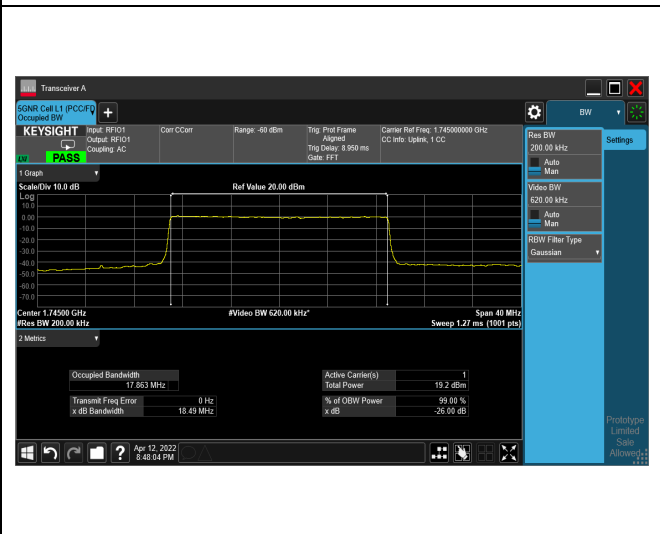 Transceiver A
5GNR Cell L1 (PCC/FD)
Occupied BW
BW
KEYSIGHT
LXI
PASS
Input: RFIO1
Output: RFIO1
Coupling: AC
Corr CCorr
Range: -60 dBm
Trig: Prot Frame
Aligned
Trig Delay: 8.950 ms
Gate: FFT
Carrier Ref Freq: 1.745000000 GHz
CC Info: Uplink, 1 CC
1 Graph
Scale/Div 10.0 dB
Ref Value 20.00 dBm
Log
10.0
0.00
-10.0
-20.0
-30.0
-40.0
-50.0
-60.0
-70.0
Center 1.74500 GHz
#Video BW 620.00 kHz*
Span 40 MHz
#Res BW 200.00 kHz
Sweep 1.27 ms (1001 pts)
2 Metrics
Occupied Bandwidth
17.863 MHz
Transmit Freq Error 0 Hz
x dB Bandwidth 18.49 MHz
Active Carrier(s) 1
Total Power 19.2 dBm
% of OBW Power 99.00 %
x dB -26.00 dB
Res BW
200.00 kHz
Auto
Man
Video BW
620.00 kHz
Auto
Man
RBW Filter Type
Gaussian
Settings
Prototype
Limited
Sale
Allowed
?
Apr 12, 2022
8:48:04 PM